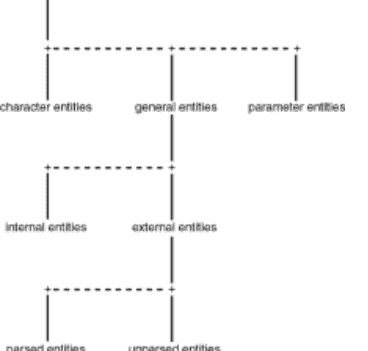 character entities general entities parameter entities
internal entities external entities
parsed entities unparsed entities